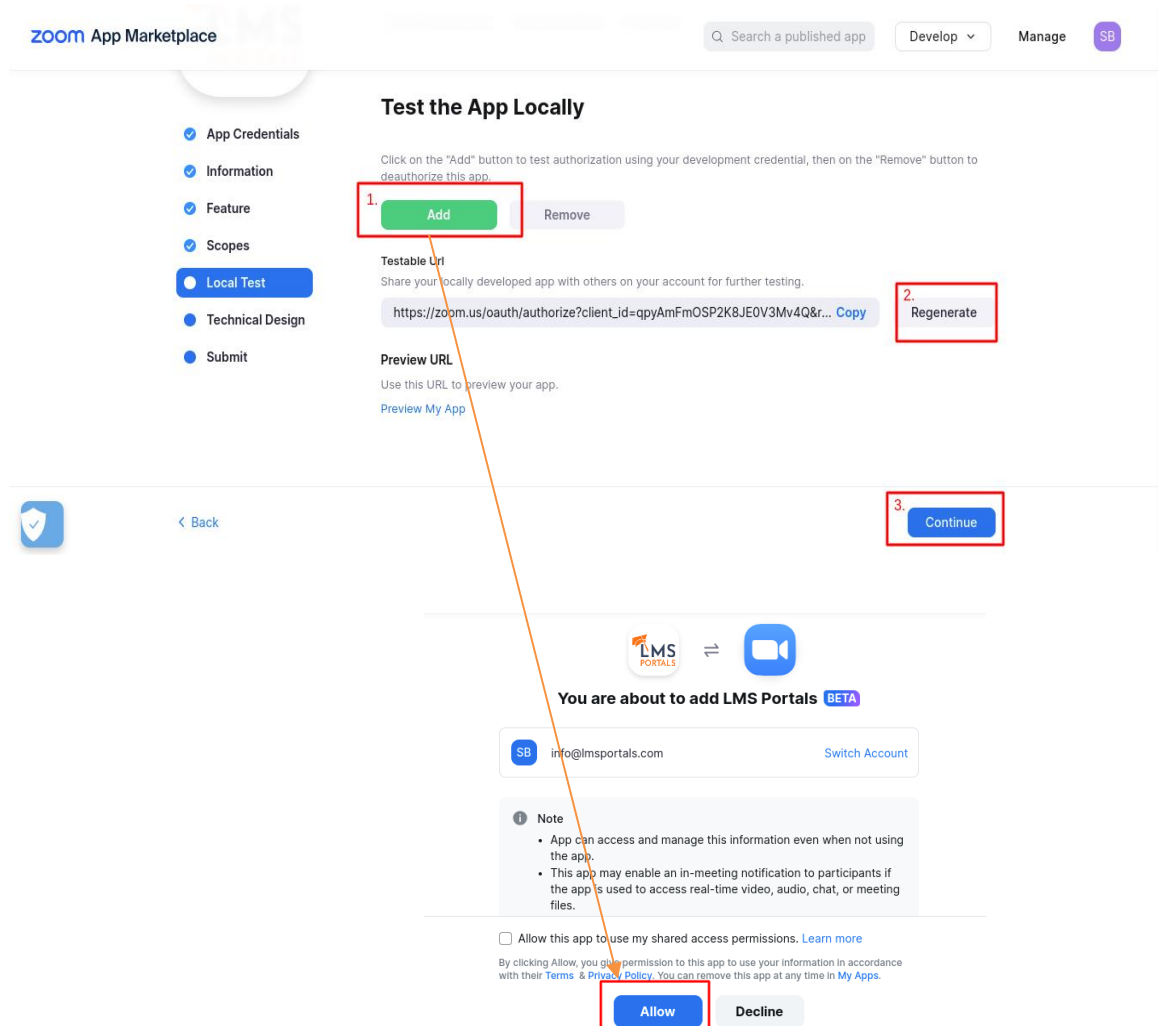 zoom App Marketplace
Search a published app
Develop
Manage
SB
Test the App Locally
App Credentials
Information
Feature
Scopes
Local Test
Technical Design
Submit
Click on the "Add" button to test authorization using your development credential, then on the "Remove" button to
deauthorize this app.
1.
Add
Remove
Testable Url
Share your locally developed app with others on your account for further testing.
https://zoom.us/oauth/authorize?client_id=qpyAmFmOSP2K8JE0V3Mv4Q&r... Copy
2.
Regenerate
Preview URL
Use this URL to preview your app.
Preview My App
Back
3.
Continue
LMS
PORTALS
You are about to add LMS Portals BETA
SB
info@lmsportals.com
Switch Account
Note
• App can access and manage this information even when not using
the app.
• This app may enable an in-meeting notification to participants if
the app is used to access real-time video, audio, chat, or meeting
files.
Allow this app to use my shared access permissions. Learn more
By clicking Allow, you give permission to this app to use your information in accordance
with their Terms & Privacy Policy. You can remove this app at any time in My Apps.
Allow
Decline